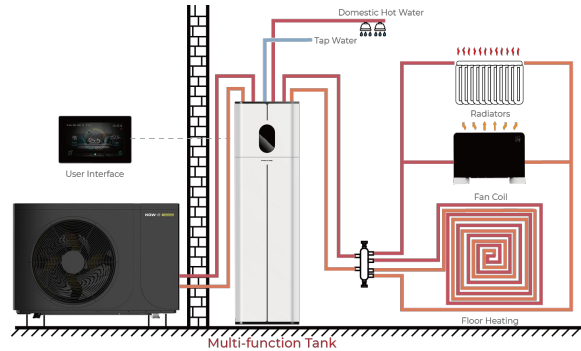 Domestic Hot Water
Tap Water
Radiators
User Interface
Fan Coil
Floor Heating
Multi-function Tank